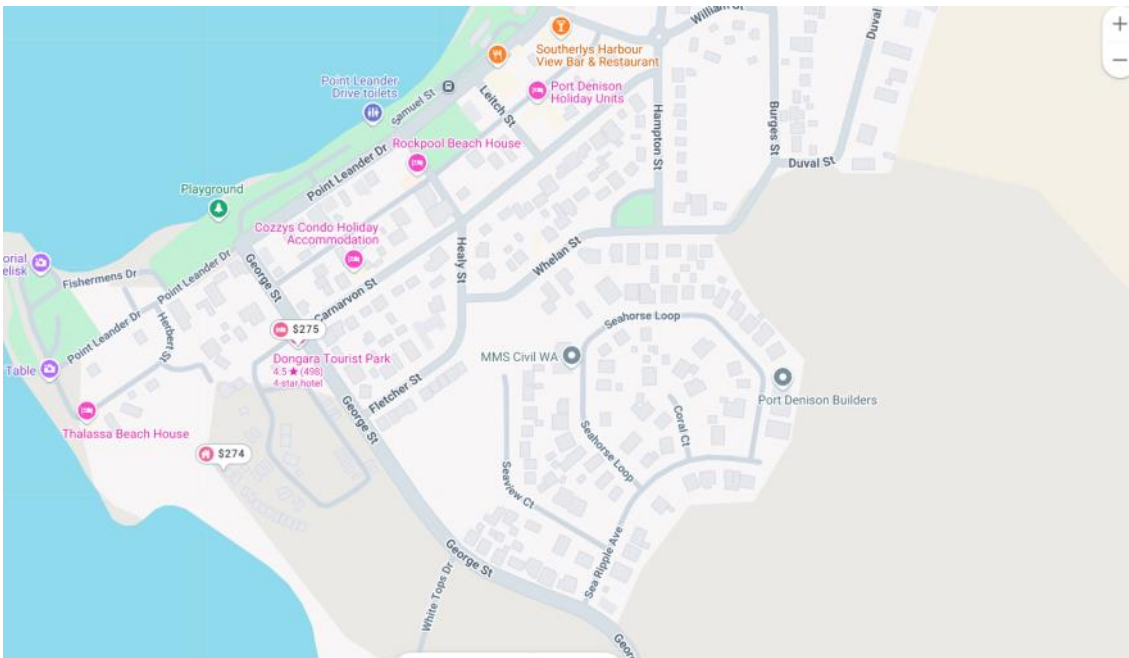 William St
Duval
Southerlys Harbour
View Bar & Restaurant
Point Leander
Drive toilets
Samuel St
Leitch St
Port Denison
Holiday Units
Hampton St
Burges St
Duval St
Rockpool Beach House
Point Leander Dr
Playground
Cozzys Condo Holiday
Accommodation
Healy St
Whelan St
orial
elisk
Fishermens Dr
Point Leander Dr
George St
Carnarvon St
Herbert St
$275
Dongara Tourist Park
4.5 ★ (498)
4-star hotel
Point Leander Dr
Table
Thalassa Beach House
$274
Fletcher St
George St
MMS Civil WA
Seahorse Loop
Port Denison Builders
Coral Ct
Seahorse Loop
Seaview Ct
Sea Ripple Ave
George St
White Tops Dr
Geor
+
−